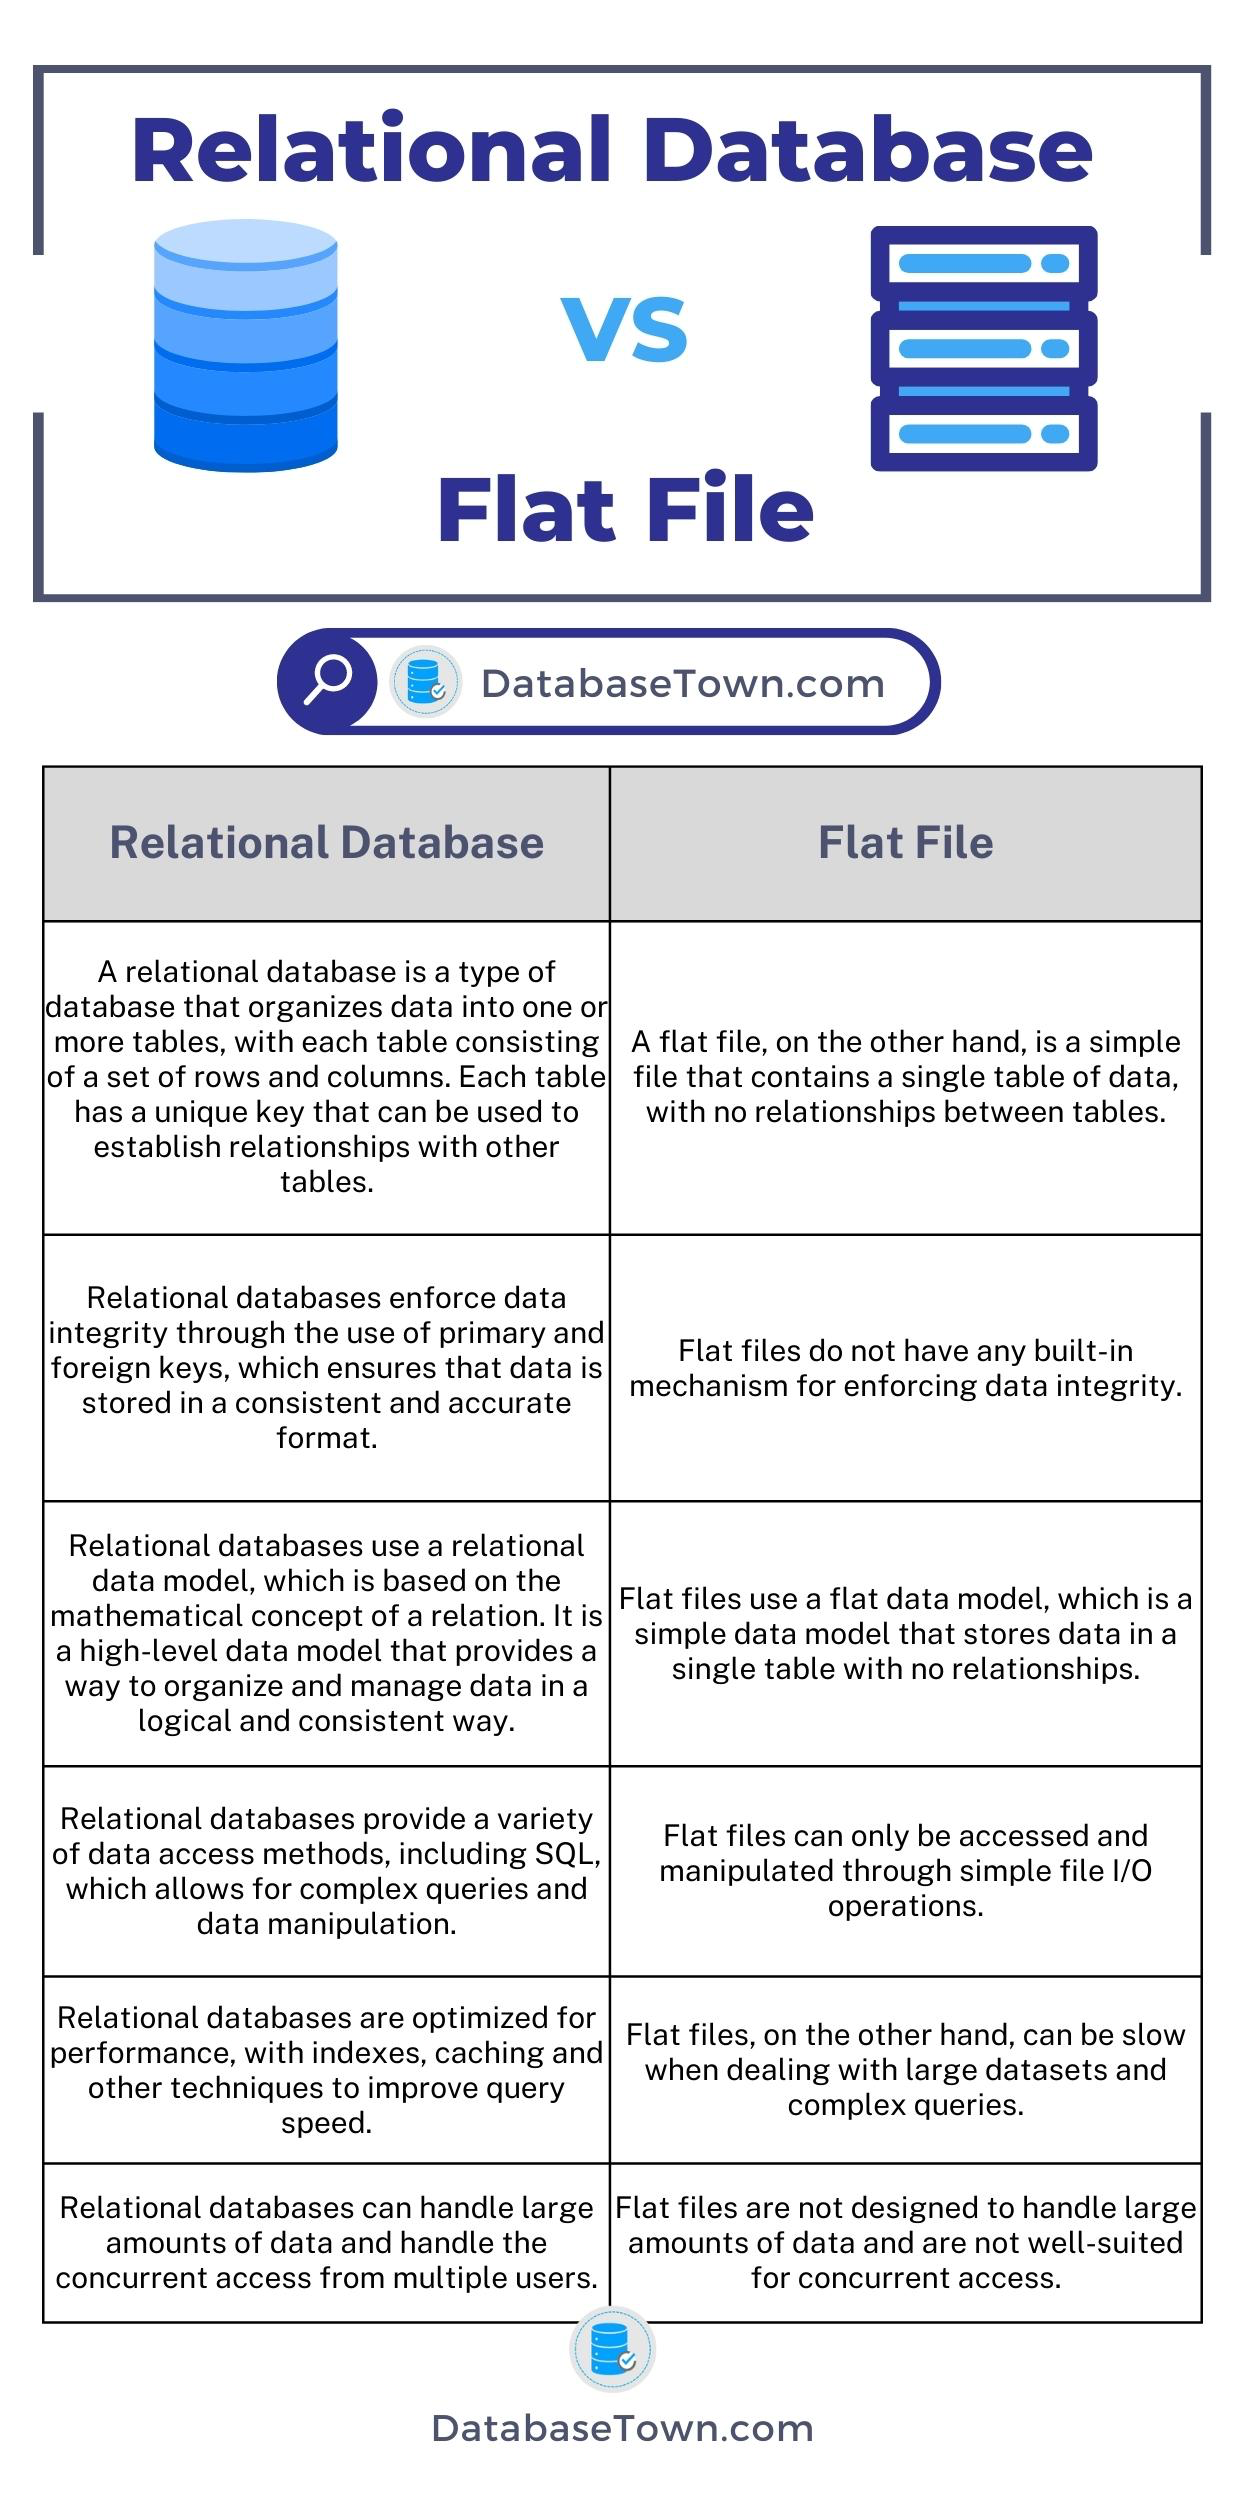 Relational Database
VS
Flat File
DatabaseTown.com
Relational Database
Flat File
A relational database is a type of
database that organizes data into one or
more tables, with each table consisting
of a set of rows and columns. Each table
has a unique key that can be used to
establish relationships with other
tables.
A flat file, on the other hand, is a simple
file that contains a single table of data,
with no relationships between tables.
Relational databases enforce data
integrity through the use of primary and
foreign keys, which ensures that data is
stored in a consistent and accurate
format.
Flat files do not have any built-in
mechanism for enforcing data integrity.
Relational databases use a relational
data model, which is based on the
mathematical concept of a relation. It is
a high-level data model that provides a
way to organize and manage data in a
logical and consistent way.
Flat files use a flat data model, which is a
simple data model that stores data in a
single table with no relationships.
Relational databases provide a variety
of data access methods, including SQL,
which allows for complex queries and
data manipulation.
Flat files can only be accessed and
manipulated through simple file I/O
operations.
Relational databases are optimized for
performance, with indexes, caching and
other techniques to improve query
speed.
Flat files, on the other hand, can be slow
when dealing with large datasets and
complex queries.
Relational databases can handle large
amounts of data and handle the
concurrent access from multiple users.
Flat files are not designed to handle large
amounts of data and are not well-suited
for concurrent access.
DatabaseTown.com